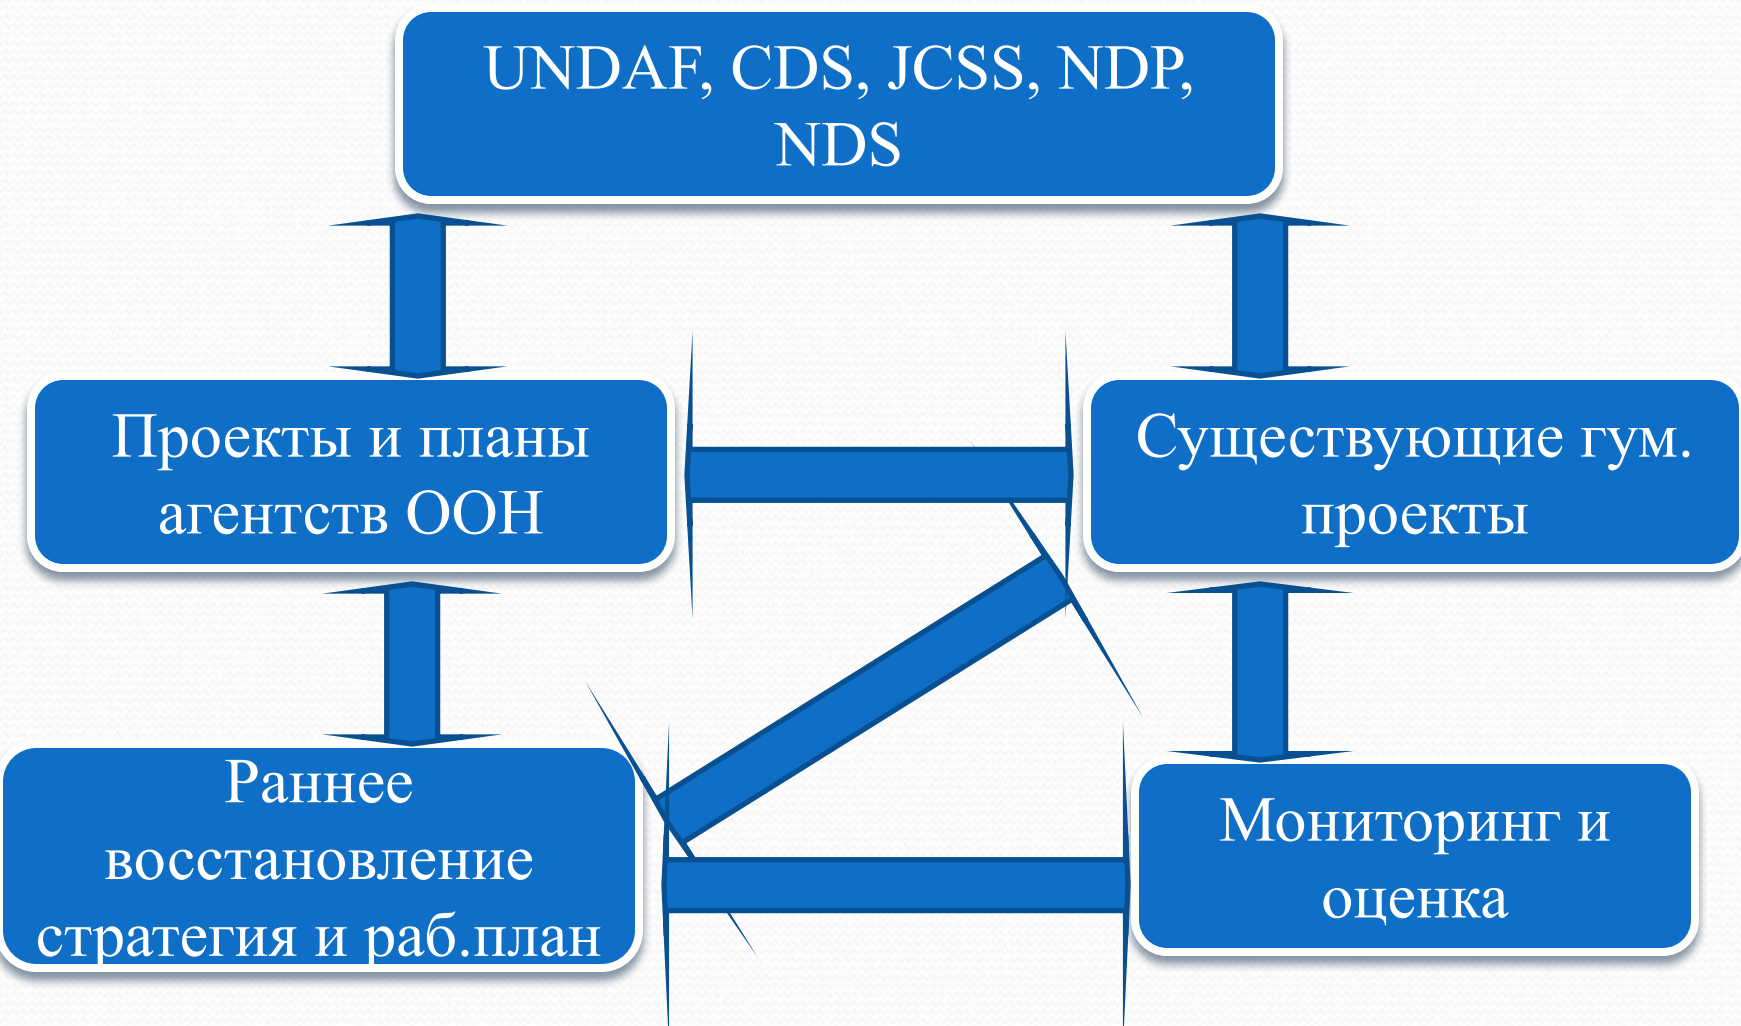 UNDAF, CDS, JCSS, NDP,
NDS
Проекты и планы
агентств ООН
Существующие гум.
проекты
Раннее
восстановление
стратегия и раб.план
Мониторинг и
оценка